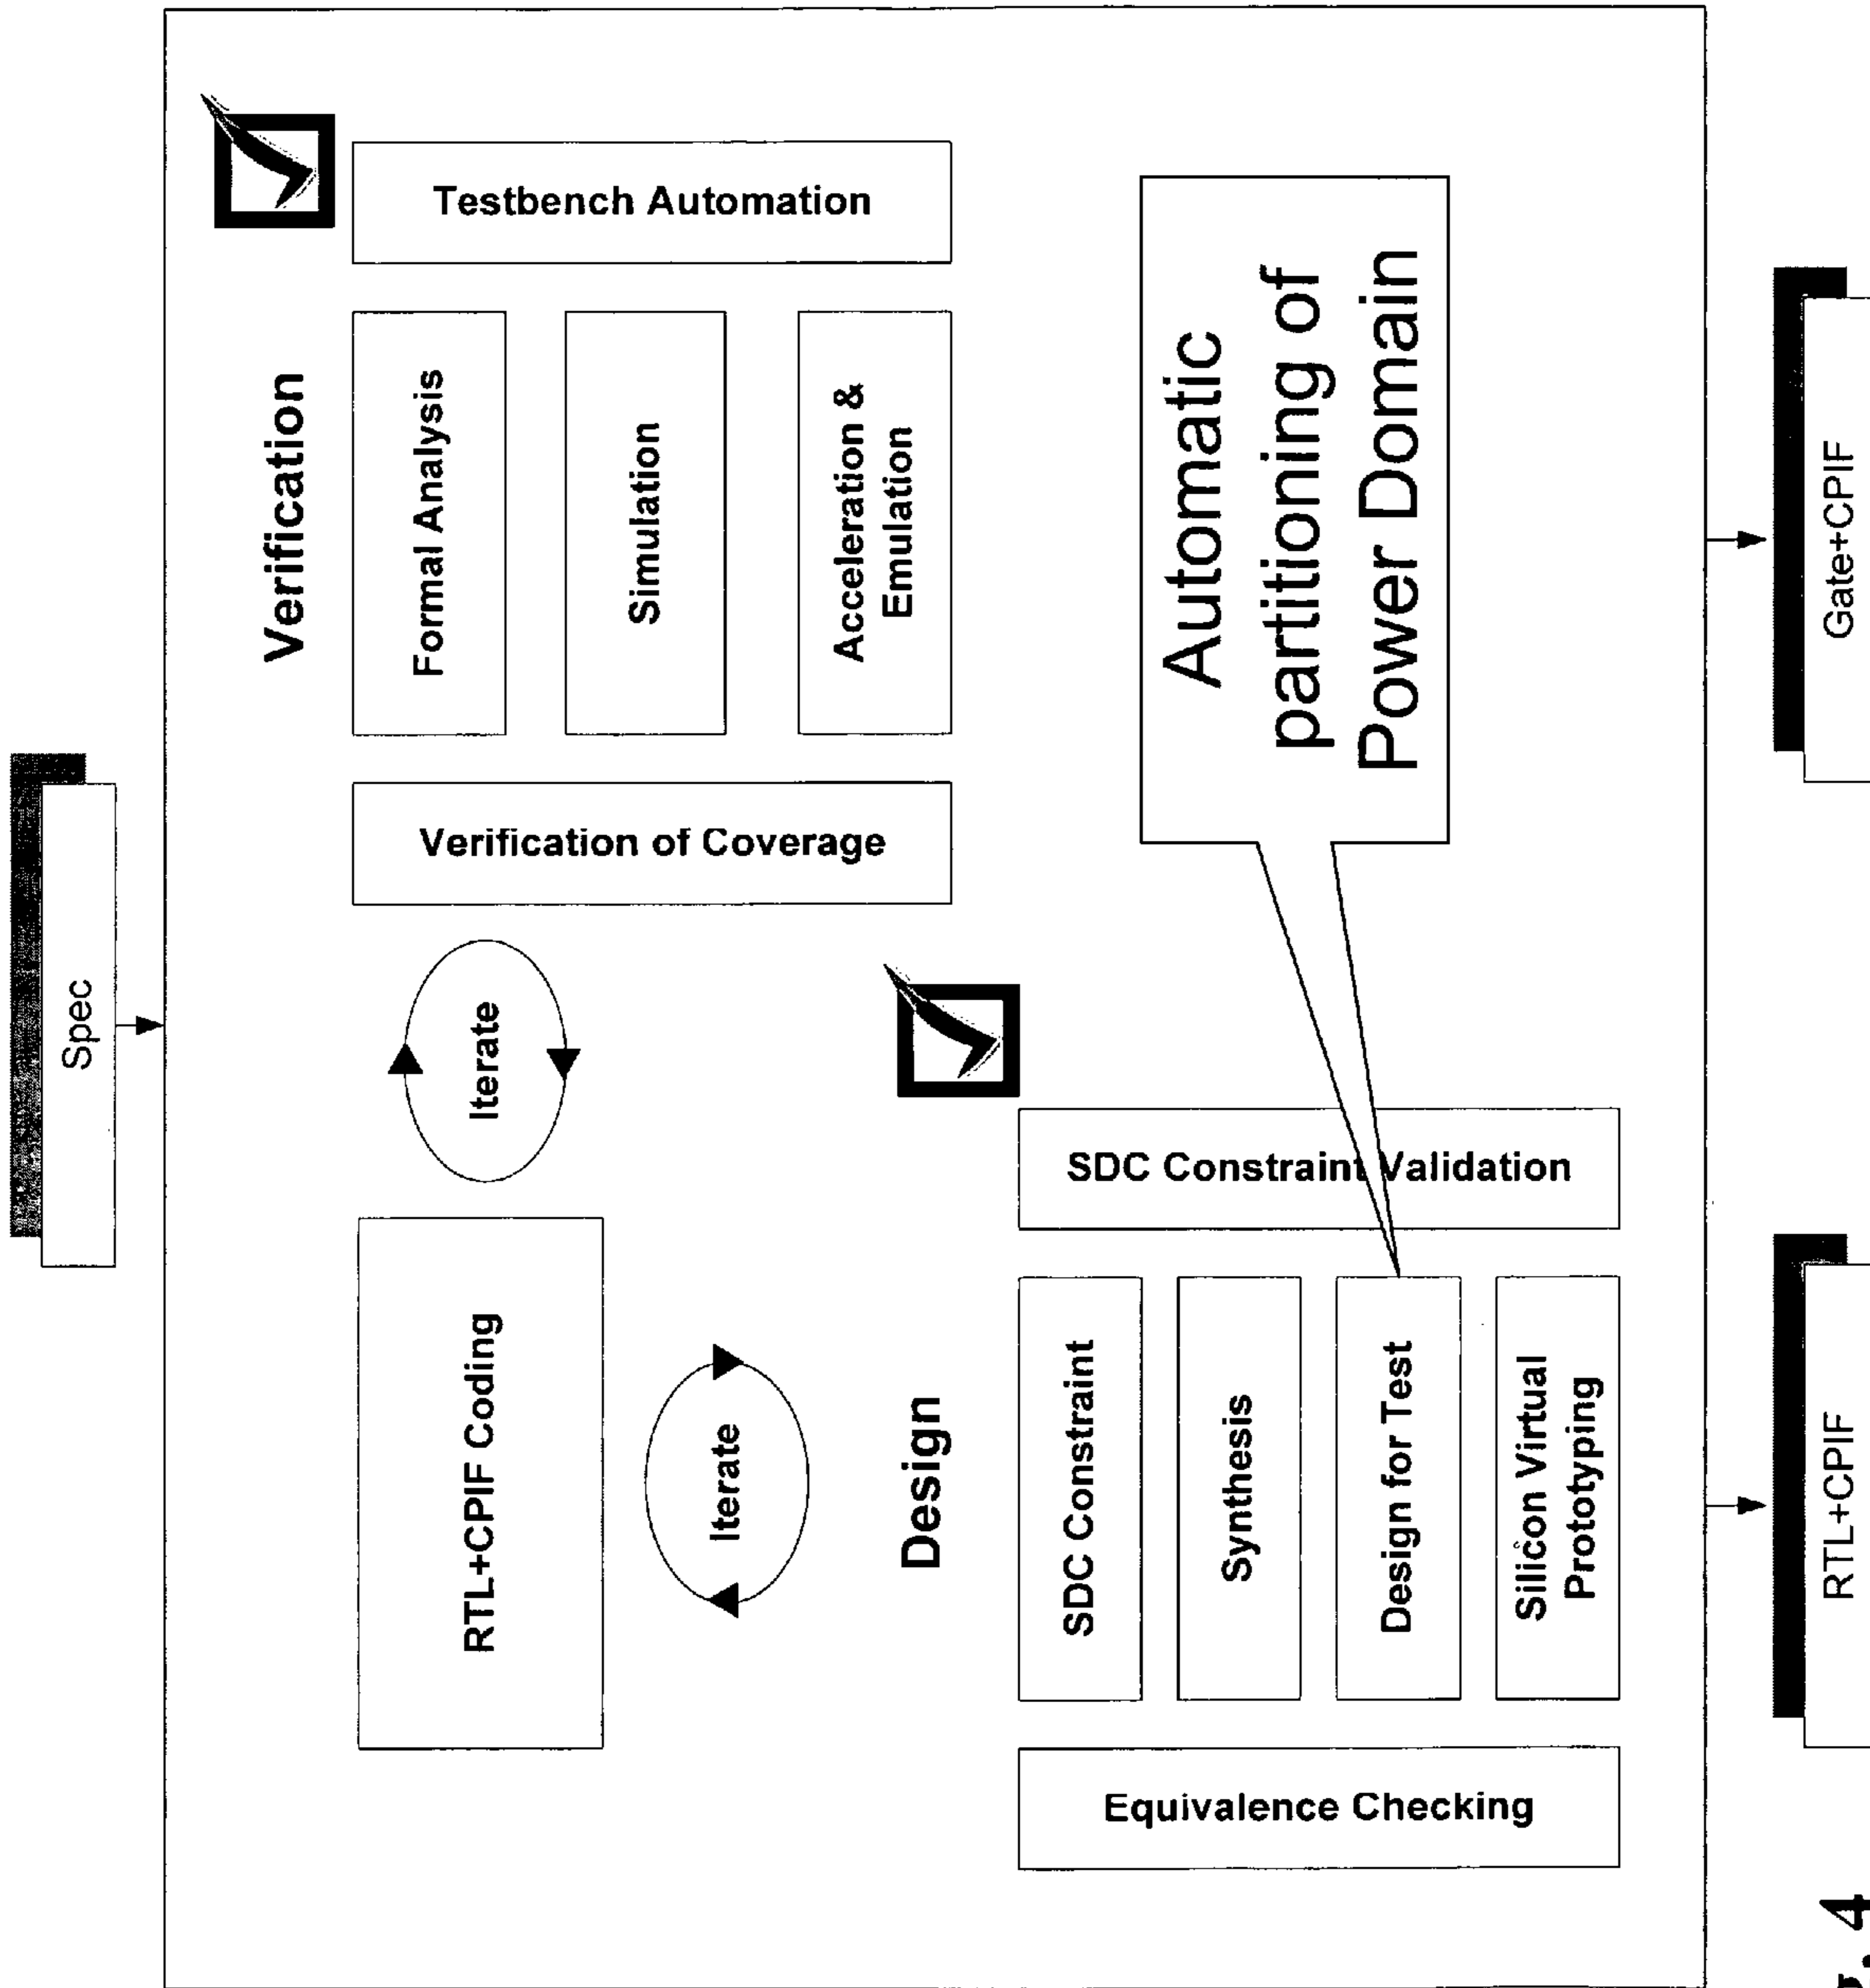 Spec
RTL+CPIF Coding
Iterate
Verification
Verification of Coverage
Formal Analysis
Simulation
Acceleration &
Emulation
Testbench Automation
Iterate
Design
Equivalence Checking
SDC Constraint
Synthesis
Design for Test
Silicon Virtual
Prototyping
SDC Constraint Validation
Automatic
partitioning of
Power Domain
RTL+CPIF
Gate+CPIF
4